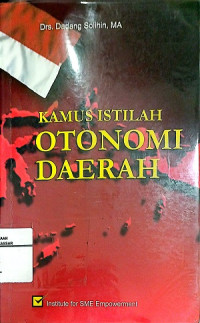 Drs. Dadang Solihin, MA
KAMUS ISTILAH
OTONOMI
DAERAH
Institute for SME Empowerment